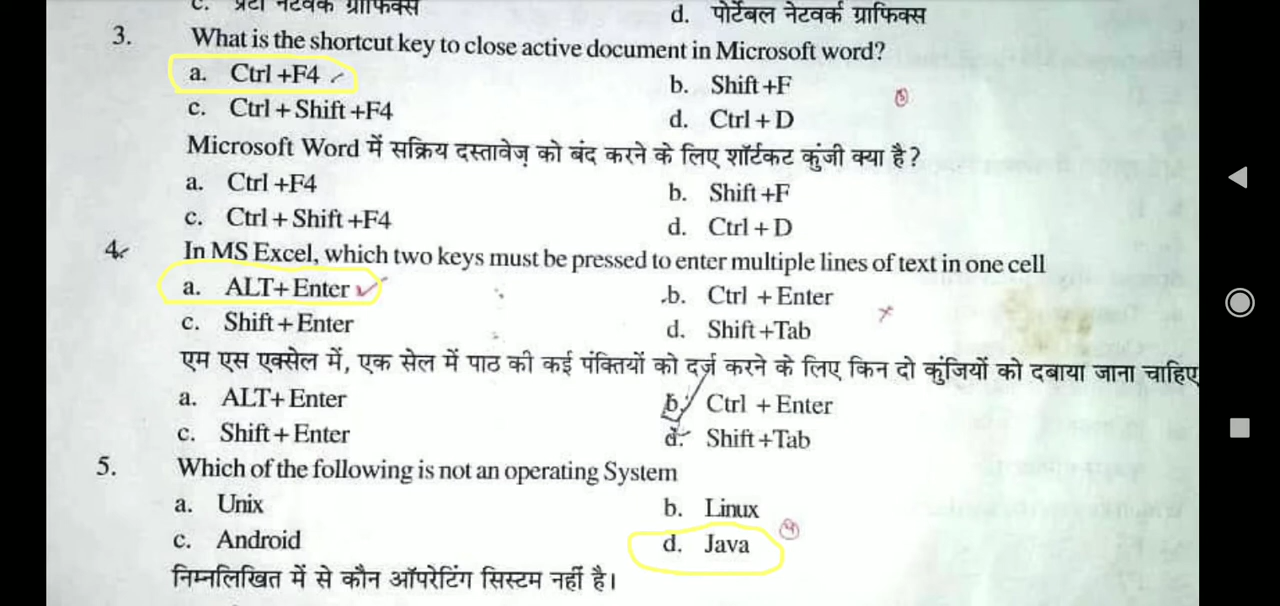 c. प्रेटी नेटवर्क ग्राफिक्स d. पोर्टेबल नेटवर्क ग्राफिक्स
3. What is the shortcut key to close active document in Microsoft word?
a. Ctrl +F4 b. Shift +F
c. Ctrl + Shift +F4 d. Ctrl + D
Microsoft Word में सक्रिय दस्तावेज़ को बंद करने के लिए शॉर्टकट कुंजी क्या है?
a. Ctrl +F4 b. Shift +F
c. Ctrl + Shift +F4 d. Ctrl + D
4. In MS Excel, which two keys must be pressed to enter multiple lines of text in one cell
a. ALT+ Enter b. Ctrl + Enter
c. Shift + Enter d. Shift +Tab
एम एस एक्सेल में, एक सेल में पाठ की कई पंक्तियों को दर्ज करने के लिए किन दो कुंजियों को दबाया जाना चाहिए
a. ALT+ Enter b. Ctrl + Enter
c. Shift + Enter d. Shift +Tab
5. Which of the following is not an operating System
a. Unix b. Linux
c. Android d. Java
निम्नलिखित में से कौन ऑपरेटिंग सिस्टम नहीं है।